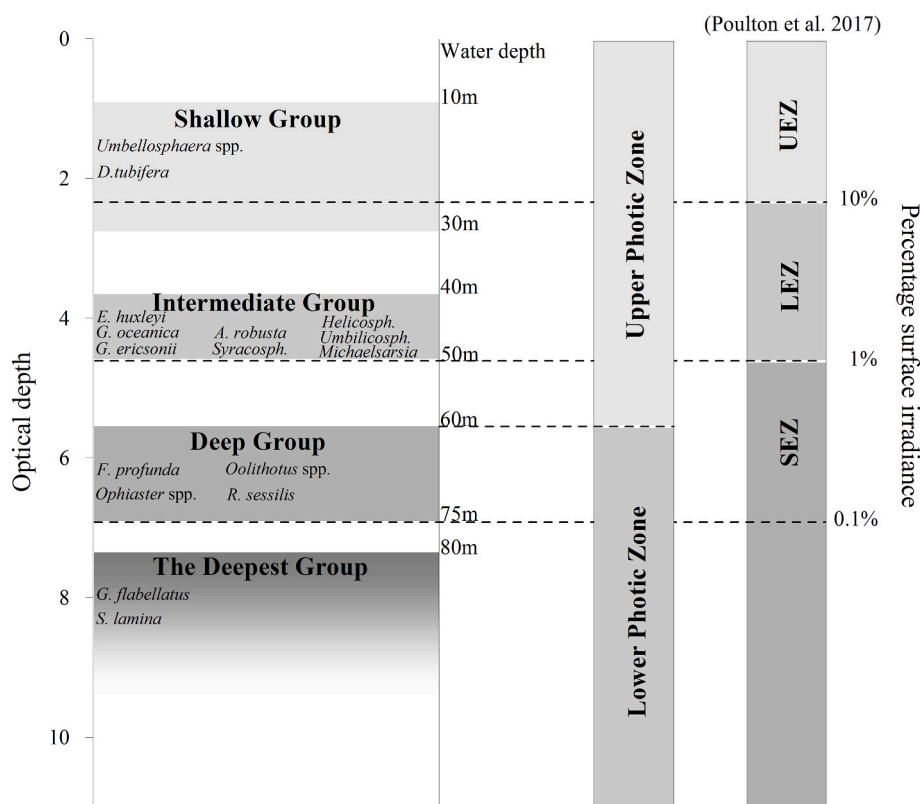 (Poulton et al. 2017)
0
Water depth
10m
Shallow Group
Umbellosphaera spp.
D.tubifera
2
10%
30m
40m
Intermediate Group
E. huxleyi
G. oceanica
G. ericsonii
A. robusta
Syracosph.
Helicosph.
Umbilicosph.
Michaelsarsia
4
50m
1%
60m
Deep Group
F. profunda
Oolithotus spp.
Ophiaster spp.
R. sessilis
6
75m
0.1%
80m
The Deepest Group
G. flabellatus
S. lamina
8
10
Optical depth
Upper Photic Zone
Lower Photic Zone
UEZ
LEZ
SEZ
Percentage surface irradiance